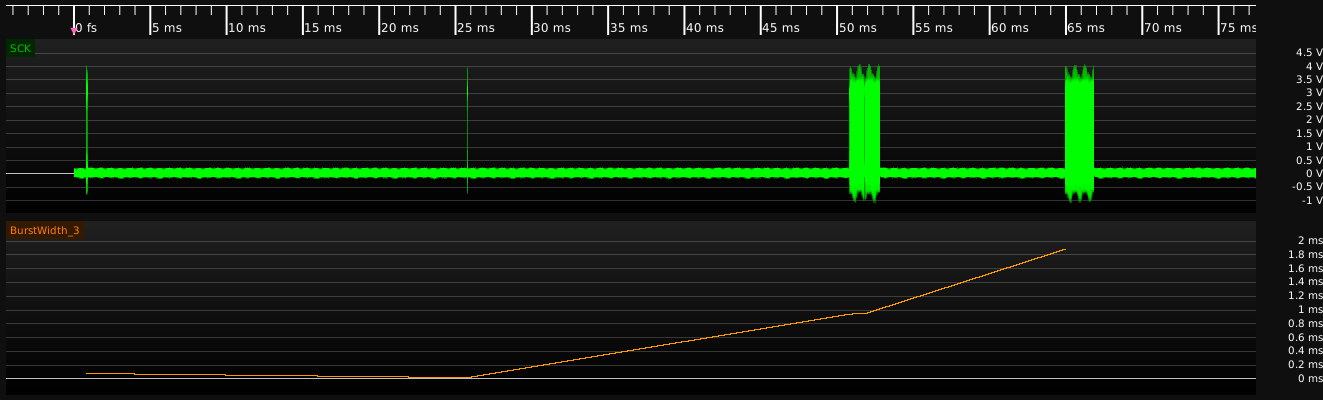 0 fs 5 ms 10 ms 15 ms 20 ms 25 ms 30 ms 35 ms 40 ms 45 ms 50 ms 55 ms 60 ms 65 ms 70 ms 75 ms
SCK
4.5 V
4 V
3.5 V
3 V
2.5 V
2 V
1.5 V
1 V
0.5 V
0 V
-0.5 V
-1 V
BurstWidth_3
2 ms
1.8 ms
1.6 ms
1.4 ms
1.2 ms
1 ms
0.8 ms
0.6 ms
0.4 ms
0.2 ms
0 ms